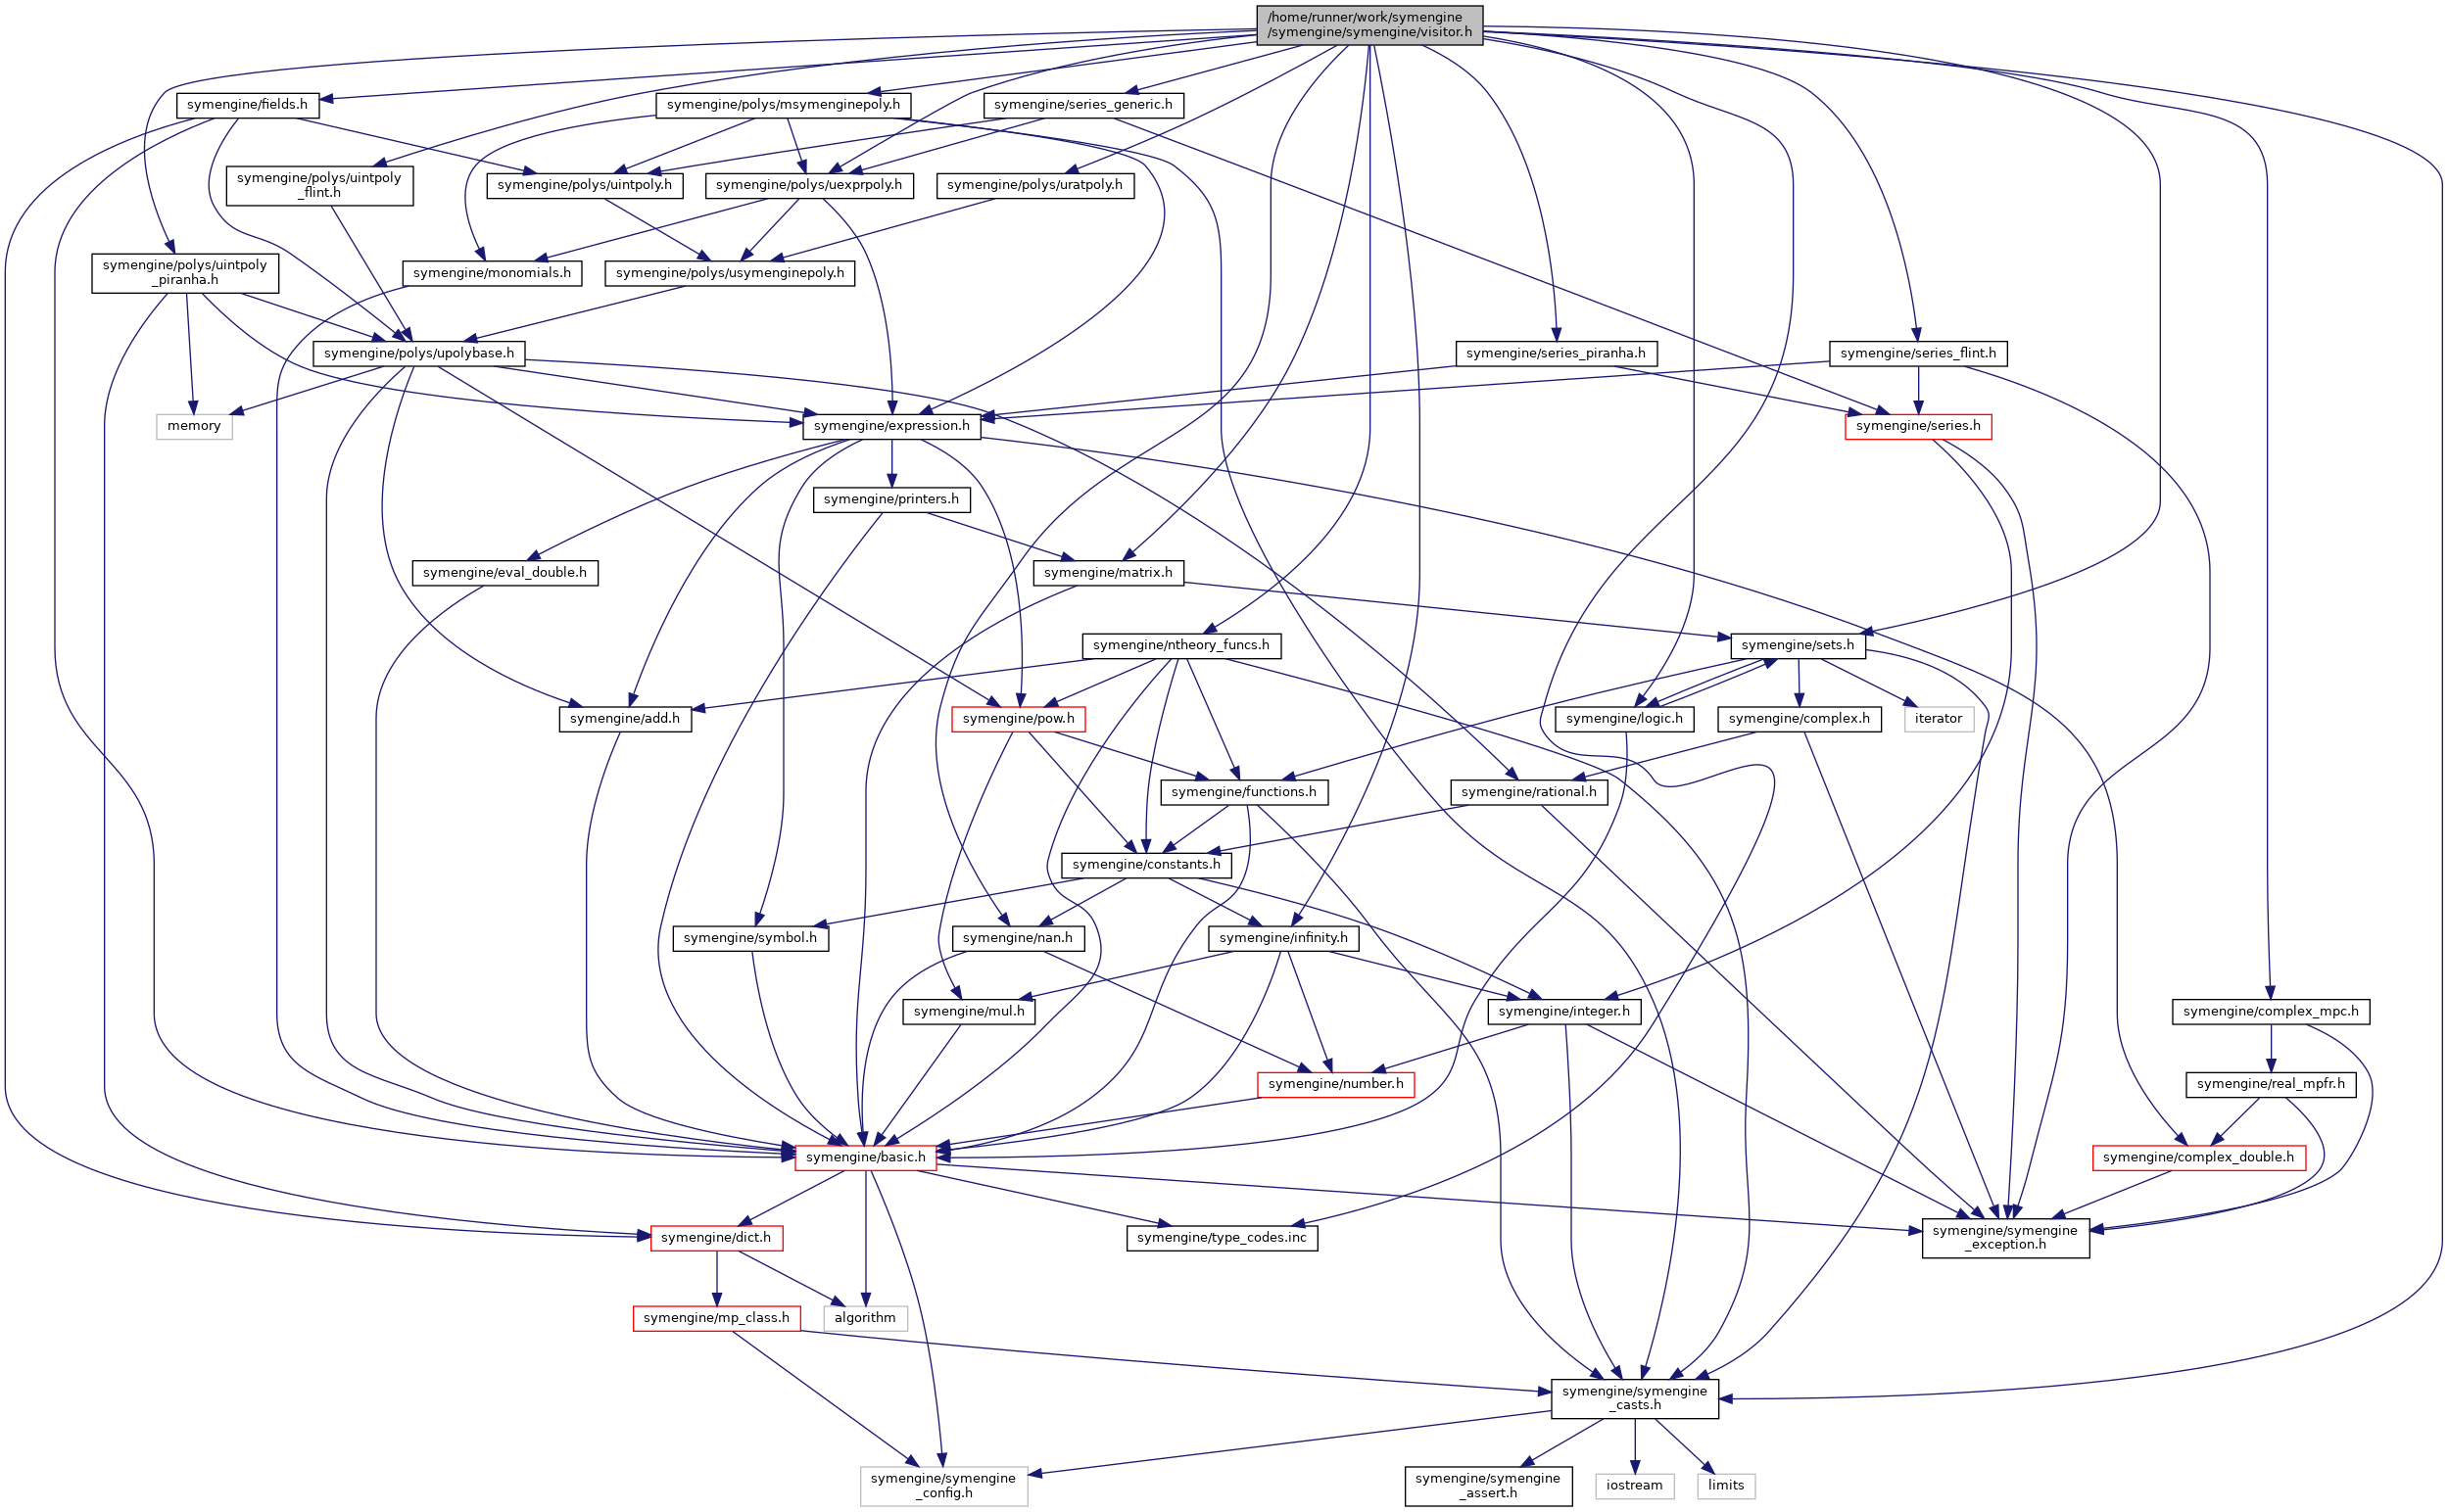 /home/runner/work/symengine
/symengine/symengine/visitor.h
symengine/fields.h
symengine/polys/msymenginepoly.h
symengine/series_generic.h
symengine/polys/uintpoly
_flint.h
symengine/polys/uintpoly.h
symengine/polys/uexprpoly.h
symengine/polys/uratpoly.h
symengine/polys/uintpoly
_piranha.h
symengine/monomials.h
symengine/polys/usymenginepoly.h
symengine/polys/upolybase.h
symengine/series_piranha.h
symengine/series_flint.h
memory
symengine/expression.h
symengine/series.h
symengine/printers.h
symengine/eval_double.h
symengine/matrix.h
symengine/ntheory_funcs.h
symengine/sets.h
symengine/add.h
symengine/pow.h
symengine/logic.h
symengine/complex.h
iterator
symengine/functions.h
symengine/rational.h
symengine/constants.h
symengine/symbol.h
symengine/nan.h
symengine/infinity.h
symengine/mul.h
symengine/integer.h
symengine/complex_mpc.h
symengine/number.h
symengine/real_mpfr.h
symengine/basic.h
symengine/complex_double.h
symengine/dict.h
symengine/type_codes.inc
symengine/symengine
_exception.h
symengine/mp_class.h
algorithm
symengine/symengine
_casts.h
symengine/symengine
_config.h
symengine/symengine
_assert.h
iostream
limits